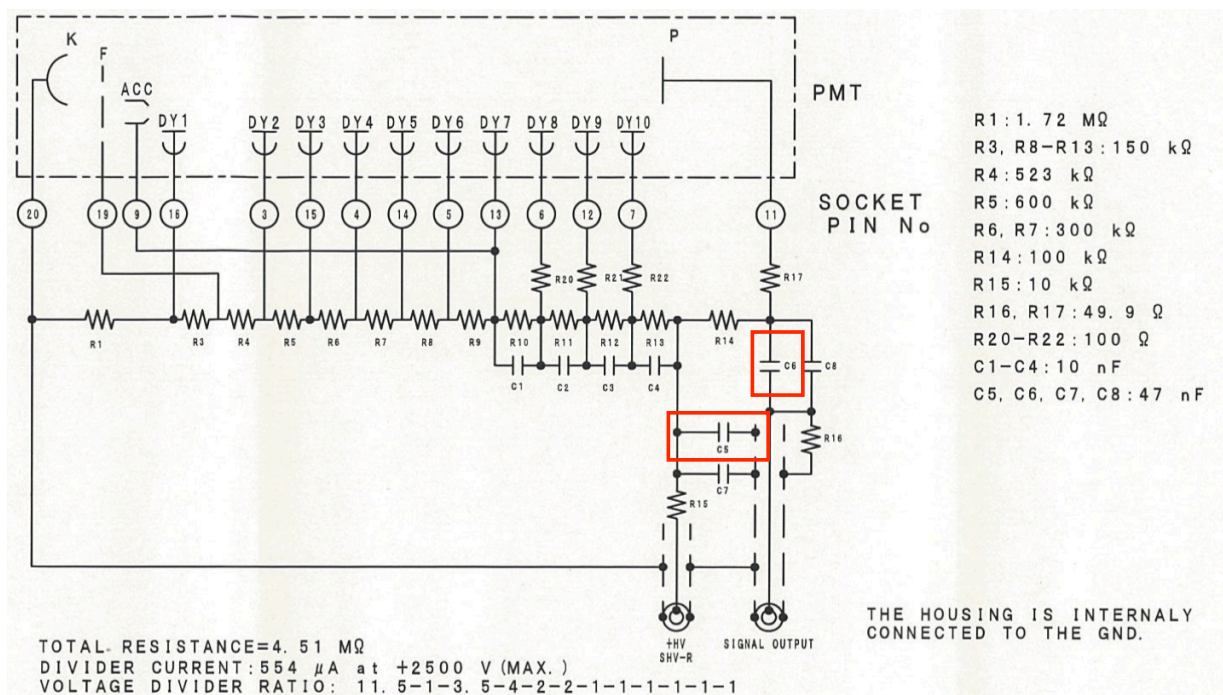 K
F
P
ACC
PMT
DY1 DY2 DY3 DY4 DY5 DY6 DY7 DY8 DY9 DY10
R1:1. 72 MΩ
R3, R8-R13:150 kΩ
R4:523 kΩ
R5:600 kΩ
R6, R7:300 kΩ
R14:100 kΩ
R15:10 kΩ
R16, R17:49. 9 Ω
R20-R22:100 Ω
C1-C4:10 nF
C5, C6, C7, C8:47 nF
20 19 9 16 3 15 4 14 5 13 6 12 7 11
SOCKET
PIN No
R20 R21 R22 R17
R1 R3 R4 R5 R6 R7 R8 R9 R10 R11 R12 R13 R14
C1 C2 C3 C4 C6 C8
C5
R16
C7
R15
+HV
SHV-R
SIGNAL OUTPUT
THE HOUSING IS INTERNALY
CONNECTED TO THE GND.
TOTAL RESISTANCE=4. 51 MΩ
DIVIDER CURRENT:554 μA at +2500 V(MAX.)
VOLTAGE DIVIDER RATIO: 11. 5-1-3. 5-4-2-2-1-1-1-1-1-1-1